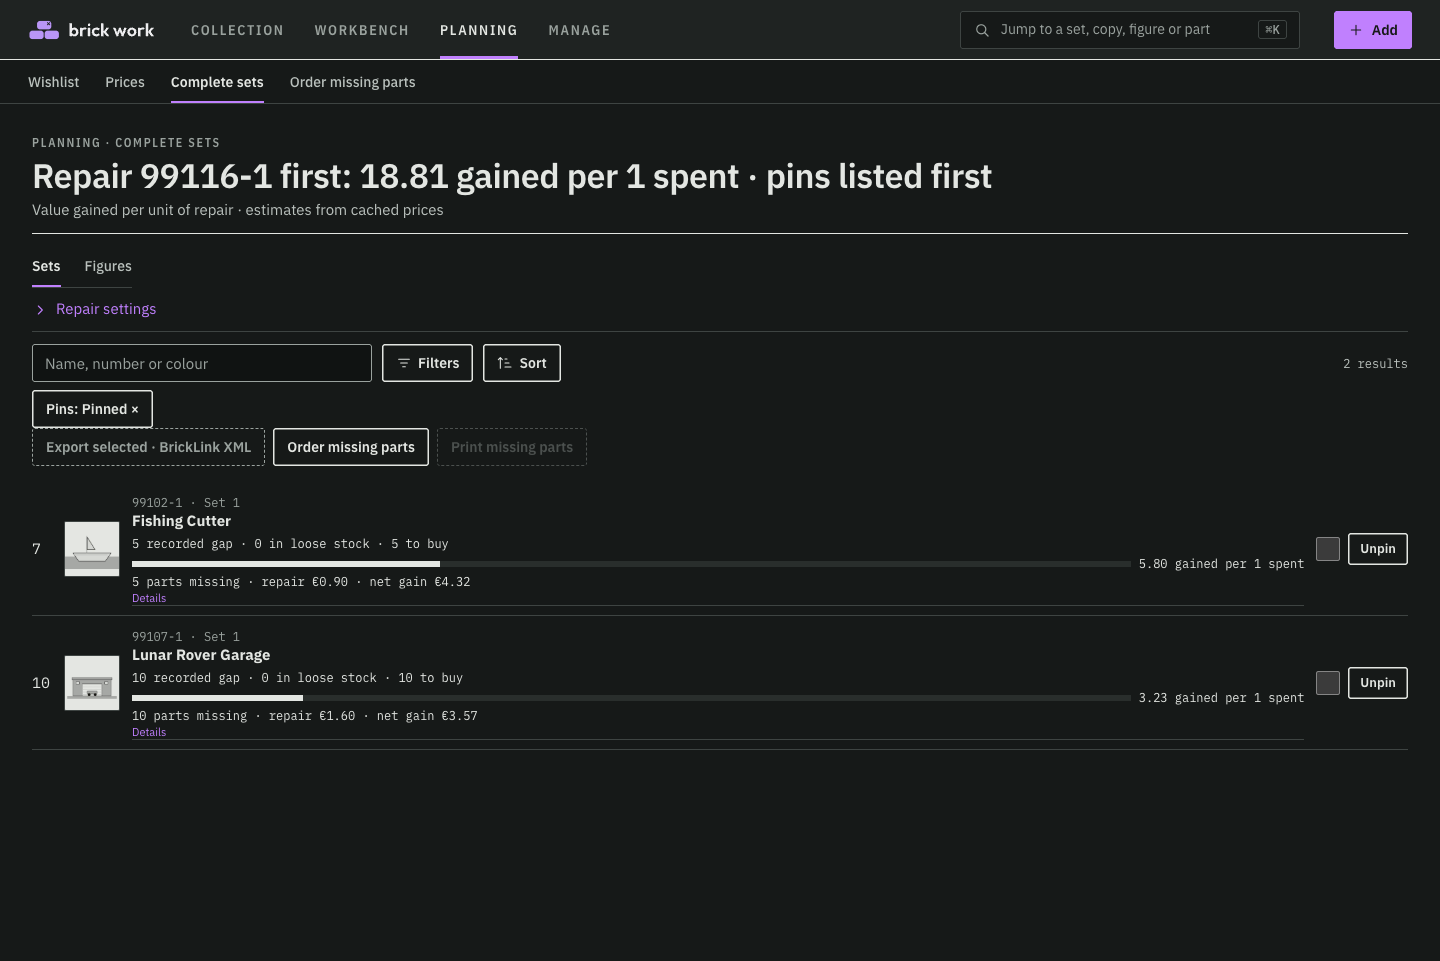 brick work
COLLECTION
WORKBENCH
PLANNING
MANAGE
Jump to a set, copy, figure or part
⌘K
+ Add
Wishlist
Prices
Complete sets
Order missing parts
PLANNING · COMPLETE SETS
Repair 99116-1 first: 18.81 gained per 1 spent · pins listed first
Value gained per unit of repair · estimates from cached prices
Sets
Figures
Repair settings
Name, number or colour
Filters
Sort
2 results
Pins: Pinned ×
Export selected · BrickLink XML
Order missing parts
Print missing parts
7
99102-1 · Set 1
Fishing Cutter
5 recorded gap · 0 in loose stock · 5 to buy
5.80 gained per 1 spent
5 parts missing · repair €0.90 · net gain €4.32
Details
Unpin
10
99107-1 · Set 1
Lunar Rover Garage
10 recorded gap · 0 in loose stock · 10 to buy
3.23 gained per 1 spent
10 parts missing · repair €1.60 · net gain €3.57
Details
Unpin